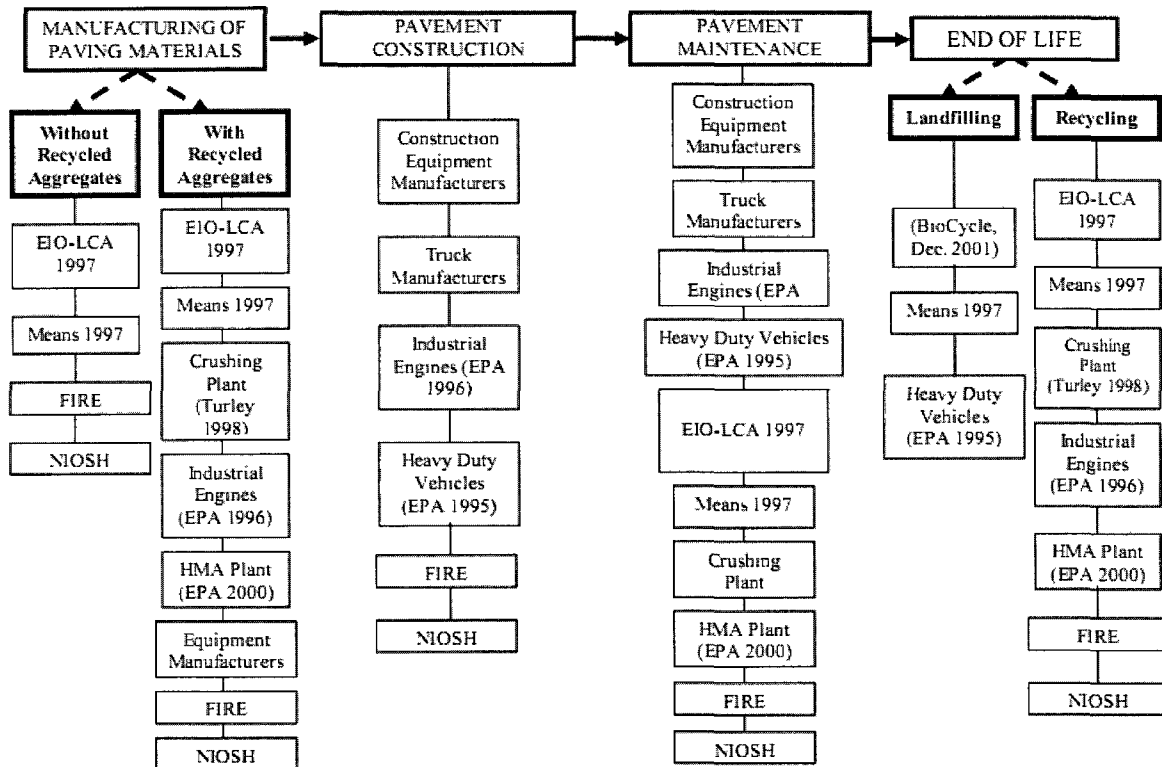 MANUFACTURING OF
PAVING MATERIALS
PAVEMENT
CONSTRUCTION
PAVEMENT
MAINTENANCE
END OF LIFE
Without
Recycled
Aggregates
EIO-LCA
1997
Means 1997
FIRE
NIOSH
With
Recycled
Aggregates
EIO-LCA
1997
Means 1997
Crushing
Plant
(Turley
1998)
Industrial
Engines
(EPA 1996)
HMA Plant
(EPA 2000)
Equipment
Manufacturers
FIRE
NIOSH
Construction
Equipment
Manufacturers
Truck
Manufacturers
Industrial
Engines (EPA
1996)
Heavy Duty
Vehicles
(EPA 1995)
FIRE
NIOSH
Construction
Equipment
Manufacturers
Truck
Manufacturers
Industrial
Engines (EPA
Heavy Duty Vehicles
(EPA 1995)
EIO-LCA 1997
Means 1997
Crushing
Plant
HMA Plant
(EPA 2000)
FIRE
NIOSH
Landfilling
(BioCycle,
Dec. 2001)
Means 1997
Heavy Duty
Vehicles
(EPA 1995)
Recycling
EIO-LCA
1997
Means 1997
Crushing
Plant
(Turley 1998)
Industrial
Engines
(EPA 1996)
HMA Plant
(EPA 2000)
FIRE
NIOSH